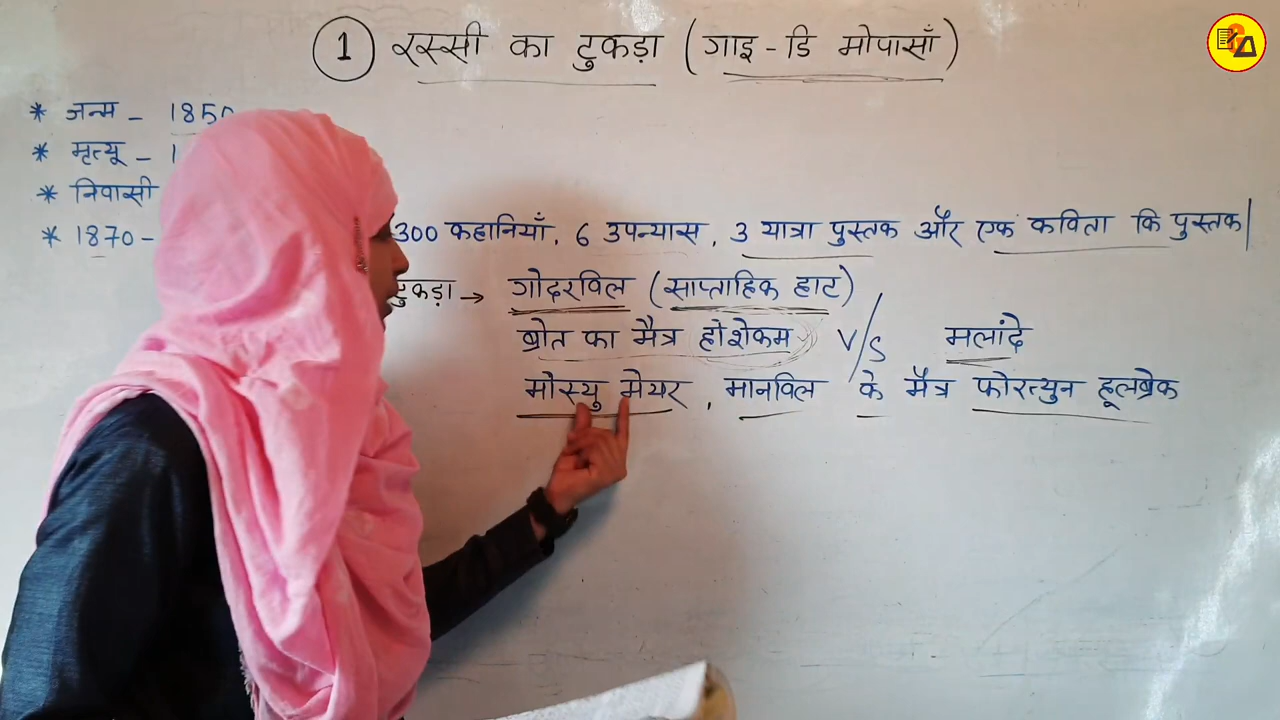 1 रस्सी का टुकड़ा (गाइ - डि मोपासाँ)
* जन्म - 1850
* मृत्यू - 1
* निवासी
* 1870 - 300 कहानियाँ, 6 उपन्यास, 3 यात्रा पुस्तक और एक कविता कि पुस्तक|
टुकड़ा → गोदरविल (साप्ताहिक हाट)
ब्रोत का मैत्र होशेकम V/S मलांदे
मोस्यु मेयर, मानविल के मैत्र फोरत्युन हूलब्रेक